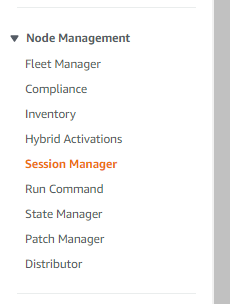 Node Management
Fleet Manager
Compliance
Inventory
Hybrid Activations
Session Manager
Run Command
State Manager
Patch Manager
Distributor